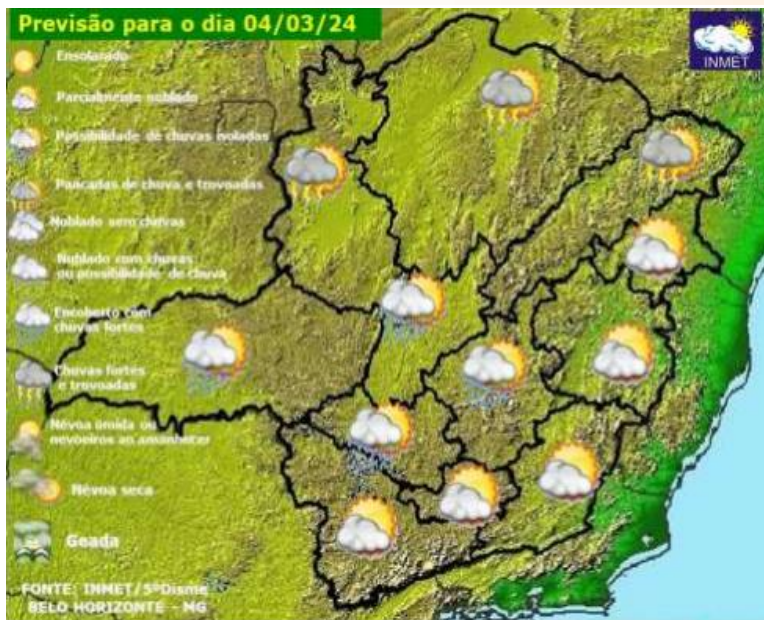 Previsão para o dia 04/03/24
INMET
Ensolarado
Parcialmente noblado
Possibilidade de chuvas isoladas
Pancadas de chuva e trovoadas
Noblado sem chuvas
Nublado com chuvas
ou possibilidade de chuva
Encoberto com
chuvas fortes
Chuvas fortes
e trovoadas
Névoa úmida ou
nevoeiros ao amanhecer
Névoa seca
Geada
FONTE: INMET/5ºDisme
BELO HORIZONTE - MG